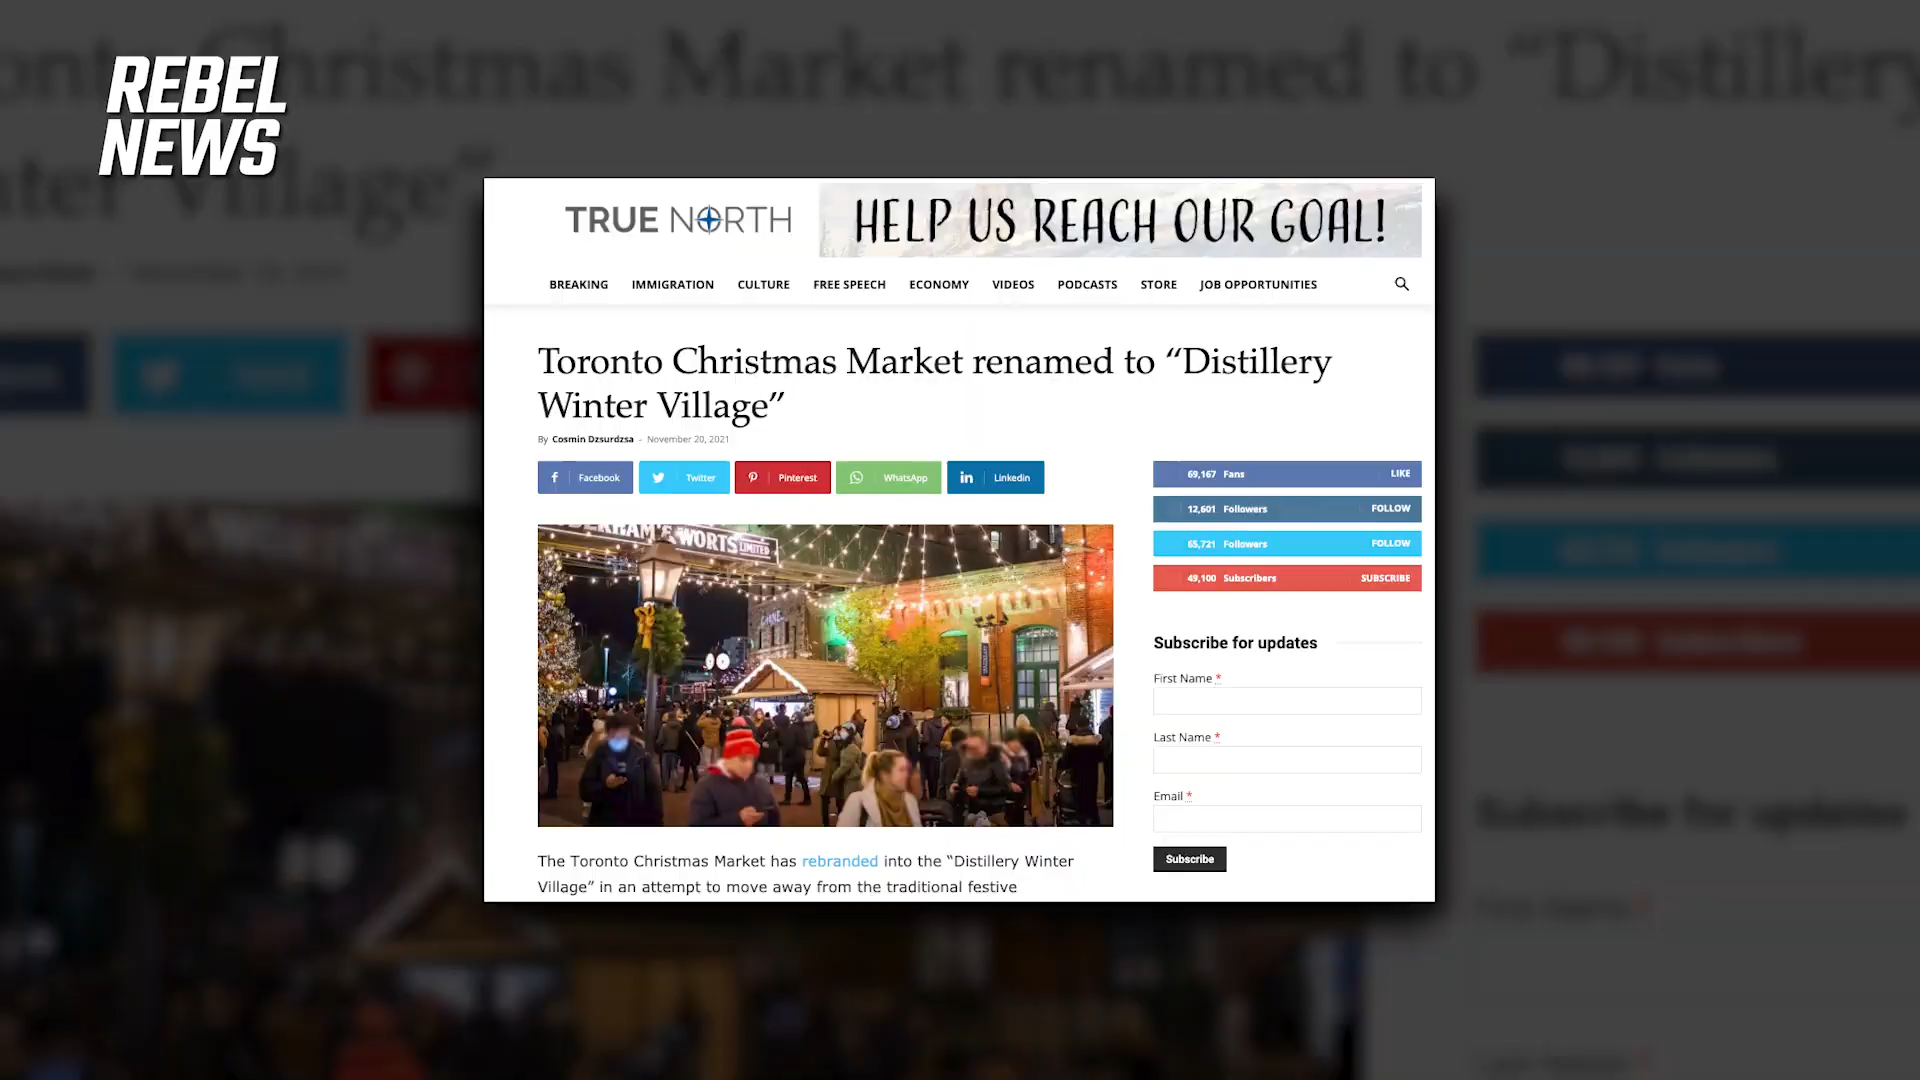 REBEL
NEWS
TRUE NORTH
HELP US REACH OUR GOAL!
BREAKING IMMIGRATION CULTURE FREE SPEECH ECONOMY VIDEOS PODCASTS STORE JOB OPPORTUNITIES
Toronto Christmas Market renamed to “Distillery
Winter Village”
By Cosmin Dzsurdzsa - November 20, 2021
Facebook Twitter Pinterest WhatsApp Linkedin
69,167 Fans LIKE
12,601 Followers FOLLOW
65,721 Followers FOLLOW
49,100 Subscribers SUBSCRIBE
WORTS LIMITED
Subscribe for updates
First Name *
Last Name *
Email *
Subscribe
The Toronto Christmas Market has rebranded into the “Distillery Winter
Village” in an attempt to move away from the traditional festive